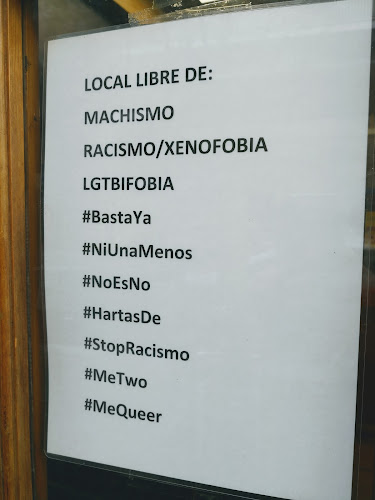 LOCAL LIBRE DE:
MACHISMO
RACISMO/XENOFOBIA
LGTBIFOBIA
#BastaYa
#NiUnaMenos
#NoEsNo
#HartasDe
#StopRacismo
#MeTwo
#MeQueer